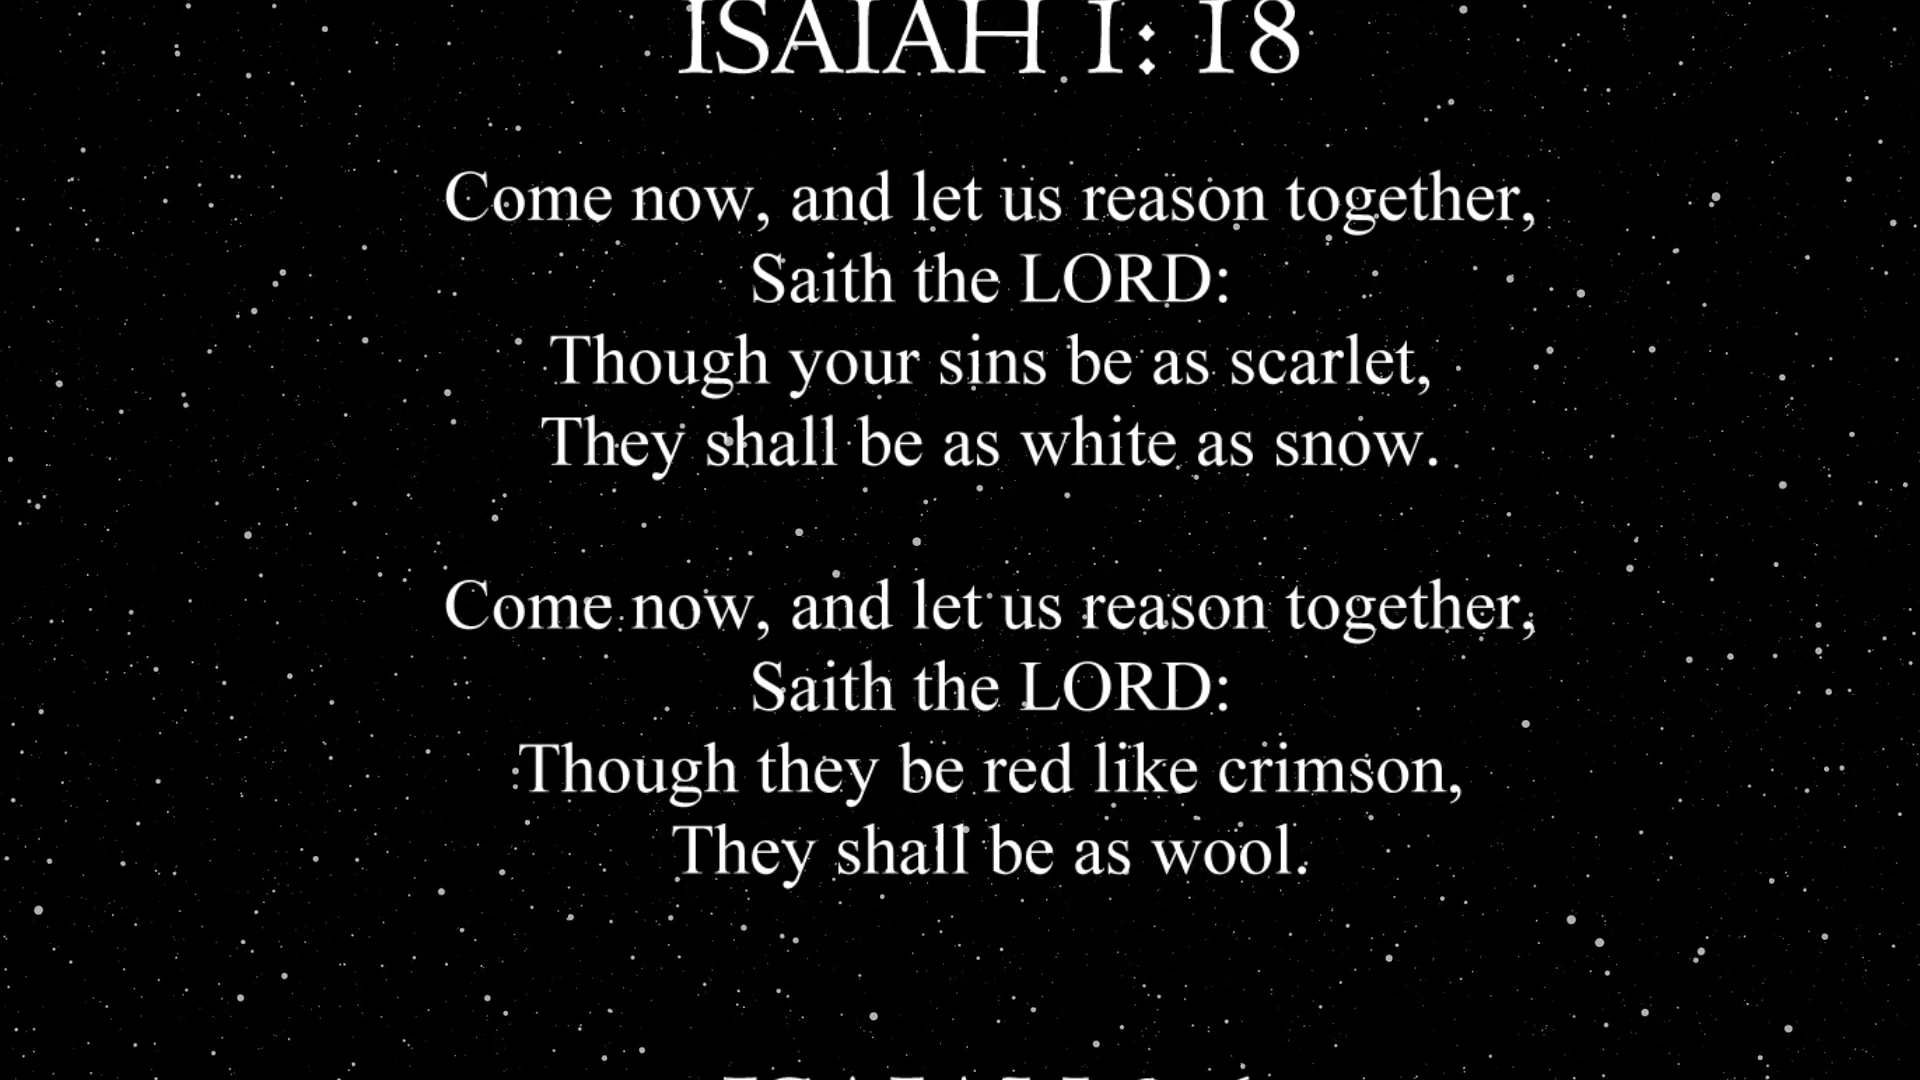 ISAIAH 1: 18
Come now, and let us reason together,
Saith the LORD:
Though your sins be as scarlet,
They shall be as white as snow.
Come now, and let us reason together,
Saith the LORD:
Though they be red like crimson,
They shall be as wool.